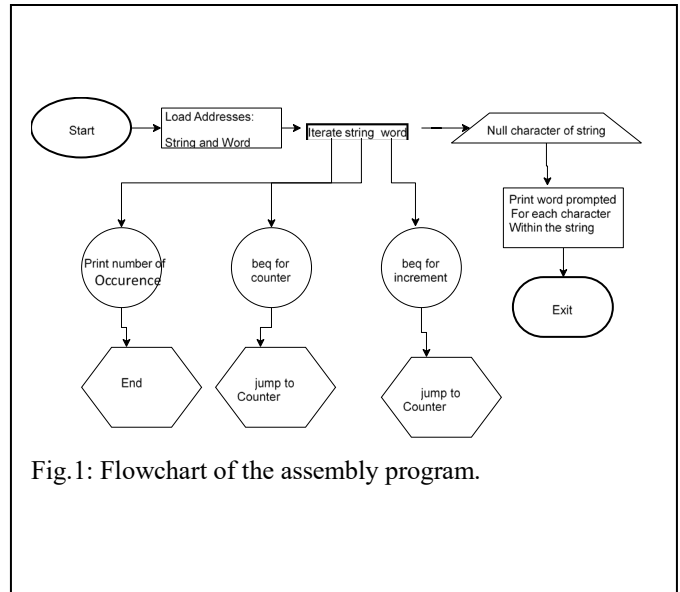 Start
Load Addresses:
String and Word
Iterate string word
Null character of string
Print word prompted
For each character
Within the string
Exit
Print number of
Occurence
beq for
counter
beq for
increment
End
jump to
Counter
jump to
Counter
Fig.1: Flowchart of the assembly program.